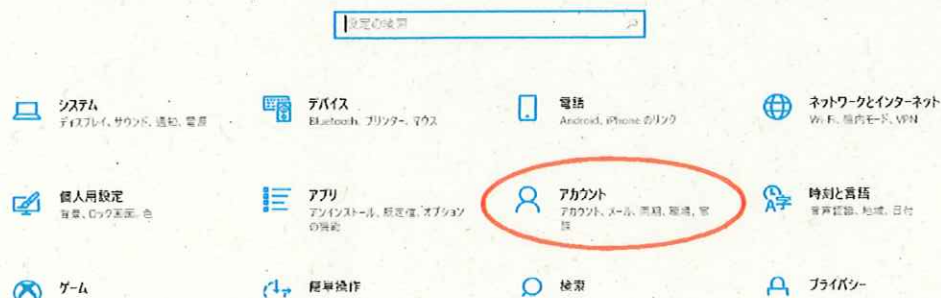 設定の検索
システム
ディスプレイ、サウンド、通知、電源
デバイス
Bluetooth、プリンター、マウス
電話
Android, iPhone のリンク
ネットワークとインターネット
Wi-Fi、機内モード、VPN
個人用設定
背景、ロック画面、色
アプリ
アンインストール、既定値、オプション
の機能
アカウント
アカウント、メール、同期、職場、家
族
時刻と言語
音声認識、地域、日付
ゲーム
簡単操作
検索
プライバシー